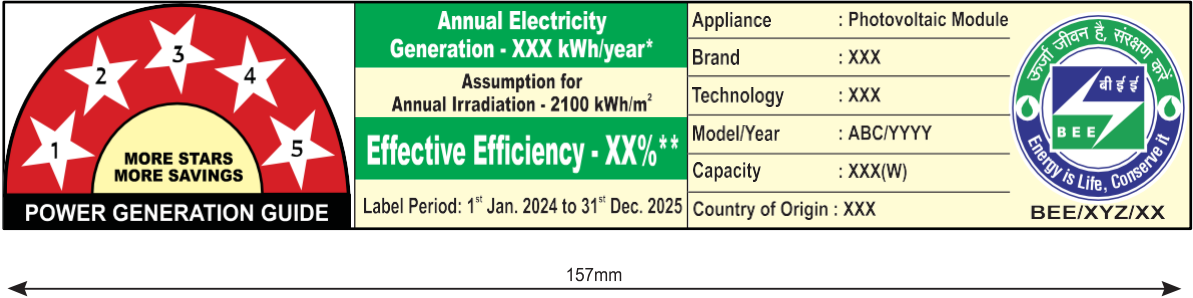 1
2
3
4
5
MORE STARS
MORE SAVINGS
POWER GENERATION GUIDE
Annual Electricity
Generation - XXX kWh/year*
Assumption for
Annual Irradiation - 2100 kWh/m²
Effective Efficiency - XX%**
Label Period: 1st Jan. 2024 to 31st Dec. 2025
Appliance : Photovoltaic Module
Brand : XXX
Technology : XXX
Model/Year : ABC/YYYY
Capacity : XXX(W)
Country of Origin : XXX
ऊर्जा जीवन है, संरक्षण करें
बी ई ई
BEE
Energy is Life, Conserve it
BEE/XYZ/XX
157mm